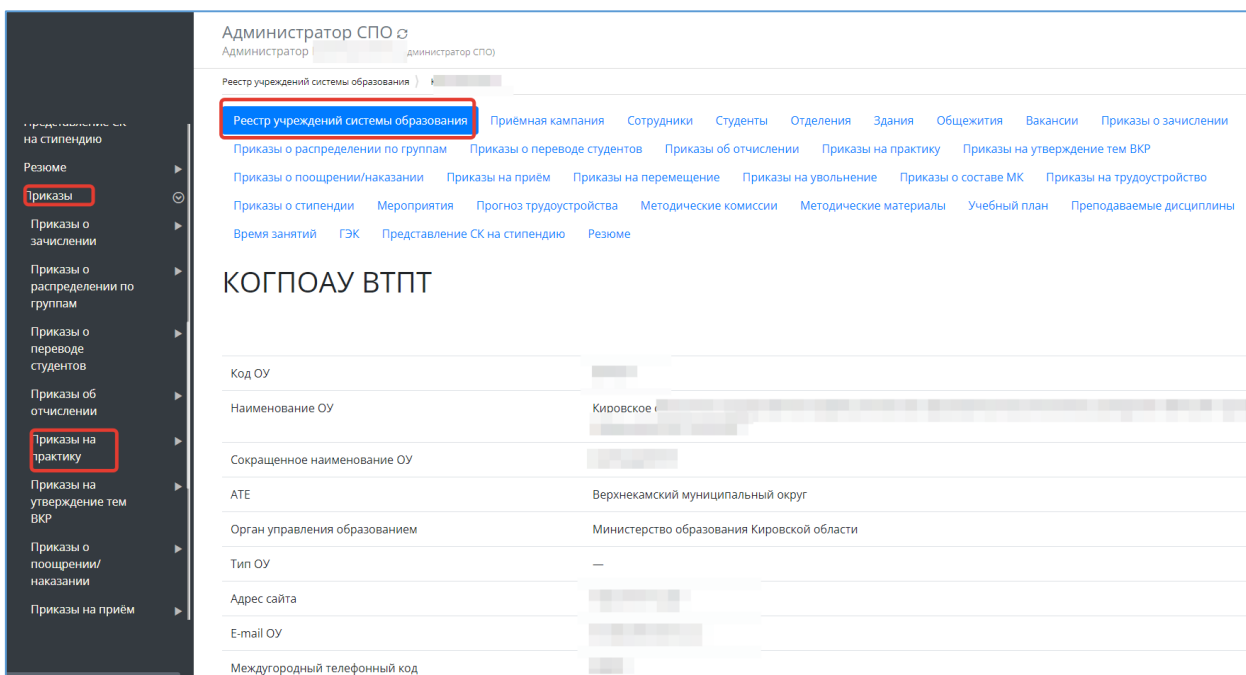 Администратор СПО
Администратор
дминистратор СПО)
Реестр учреждений системы образования
на стипендию
Резюме
Приказы
Приказы о
зачислении
Приказы о
распределении по
группам
Приказы о
переводе
студентов
Приказы об
отчислении
Приказы на
практику
Приказы на
утверждение тем
ВКР
Приказы о
поощрении/
наказании
Приказы на приём
Реестр учреждений системы образования Приёмная кампания Сотрудники Студенты Отделения Здания Общежития Вакансии Приказы о зачислении
Приказы о распределении по группам Приказы о переводе студентов Приказы об отчислении Приказы на практику Приказы на утверждение тем ВКР
Приказы о поощрении/наказании Приказы на приём Приказы на перемещение Приказы на увольнение Приказы о составе МК Приказы на трудоустройство
Приказы о стипендии Мероприятия Прогноз трудоустройства Методические комиссии Методические материалы Учебный план Преподаваемые дисциплины
Время занятий ГЭК Представление СК на стипендию Резюме
КОГПОАУ ВТПТ
Код ОУ
Наименование ОУ Кировское
Сокращенное наименование ОУ
АТЕ Верхнекамский муниципальный округ
Орган управления образованием Министерство образования Кировской области
Тип ОУ —
Адрес сайта
E-mail ОУ
Междугородный телефонный код